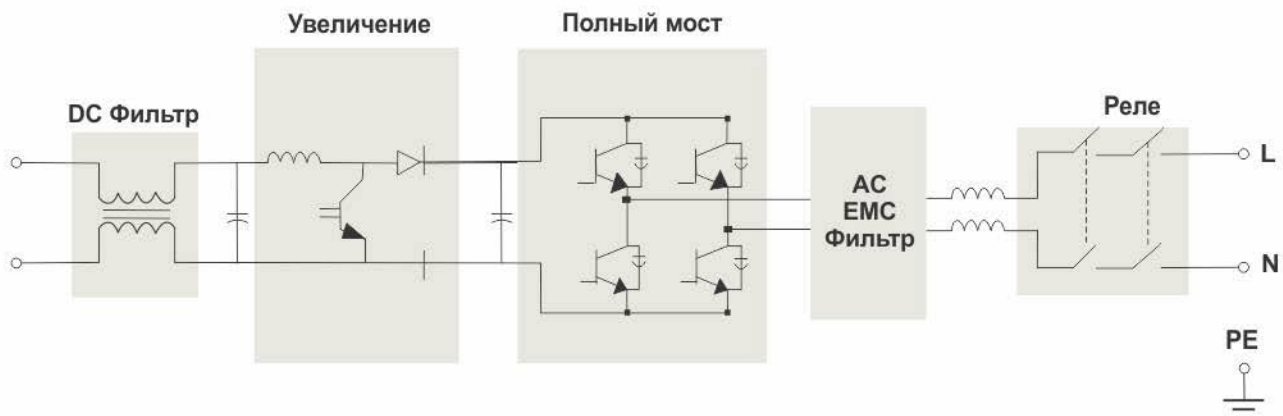 Увеличение
Полный мост
DC Фильтр
Реле
AC
EMC
Фильтр
L
N
PE